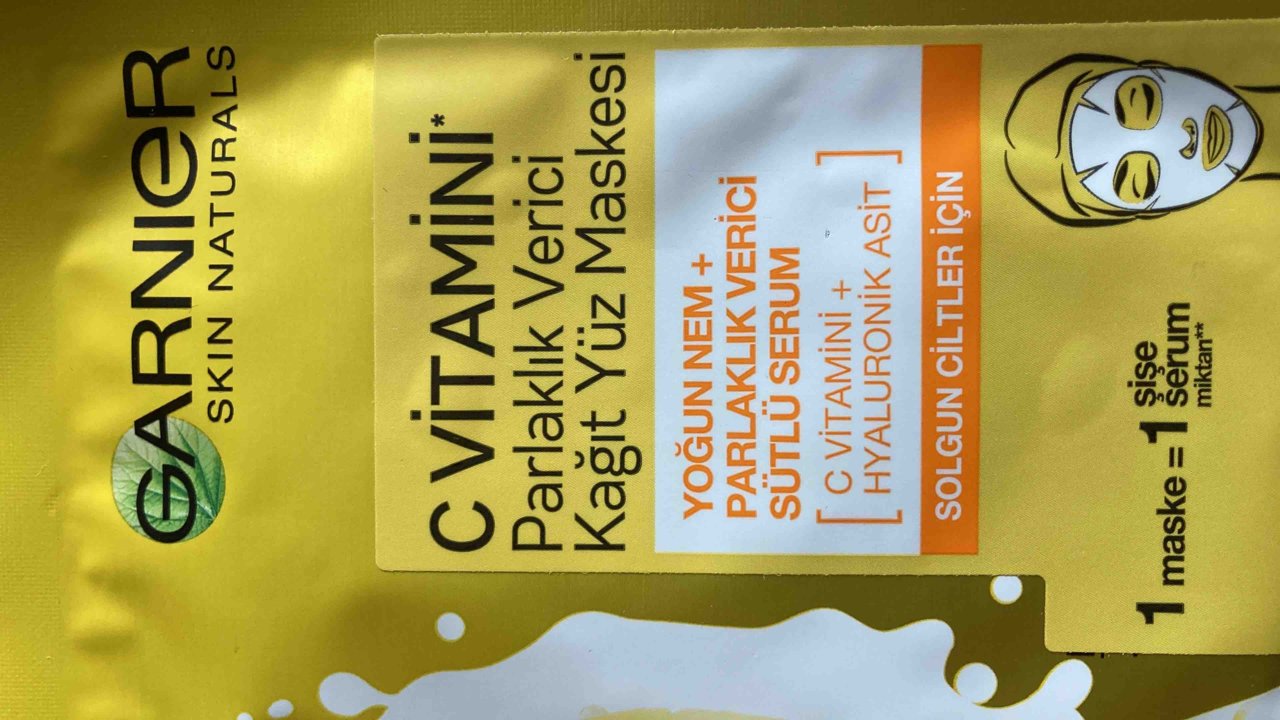 GARNIER
SKIN NATURALS
C VİTAMİNİ*
Parlaklık Verici
Kağıt Yüz Maskesi
YOĞUN NEM +
PARLAKLIK VERİCİ
SÜTLÜ SERUM
[ C VİTAMİNİ +
HYALURONİK ASİT ]
SOLGUN CİLTLER İÇİN
1 maske = 1 şişe
serum
miktarı**